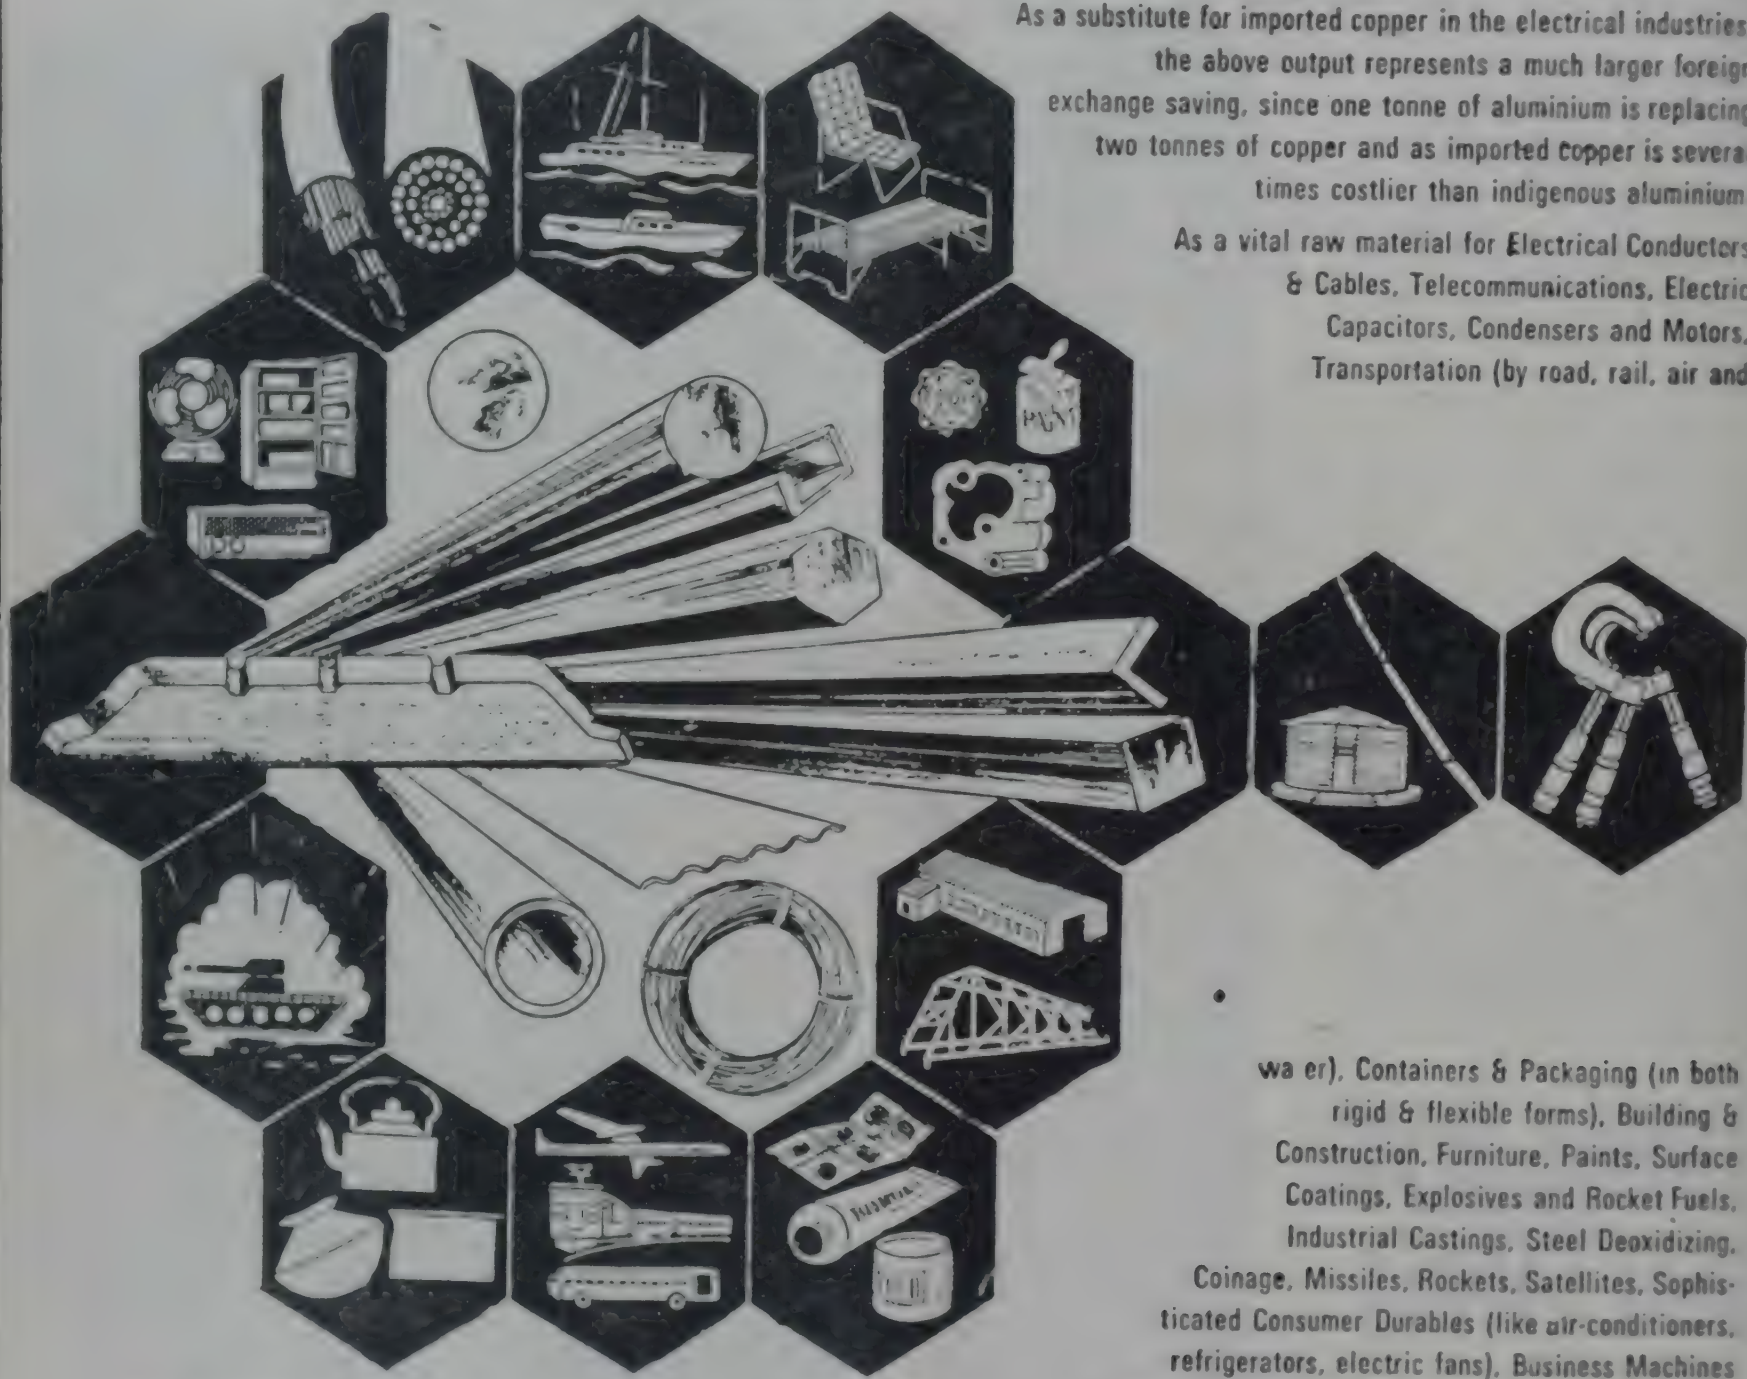 As a substitute for imported copper in the electrical industries
the above output represents a much larger foreign
exchange saving, since one tonne of aluminium is replacing
two tonnes of copper and as imported copper is several
times costlier than indigenous aluminium
As a vital raw material for Electrical Conductors
& Cables, Telecommunications, Electric
Capacitors, Condensers and Motors,
Transportation (by road, rail, air and
PAINT
wa er), Containers & Packaging (in both
rigid & flexible forms), Building &
Construction, Furniture, Paints, Surface
Coatings, Explosives and Rocket Fuels,
Industrial Castings, Steel Deoxidizing,
Coinage, Missiles, Rockets, Satellites, Sophis-
ticated Consumer Durables (like air-conditioners,
refrigerators, electric fans), Business Machines